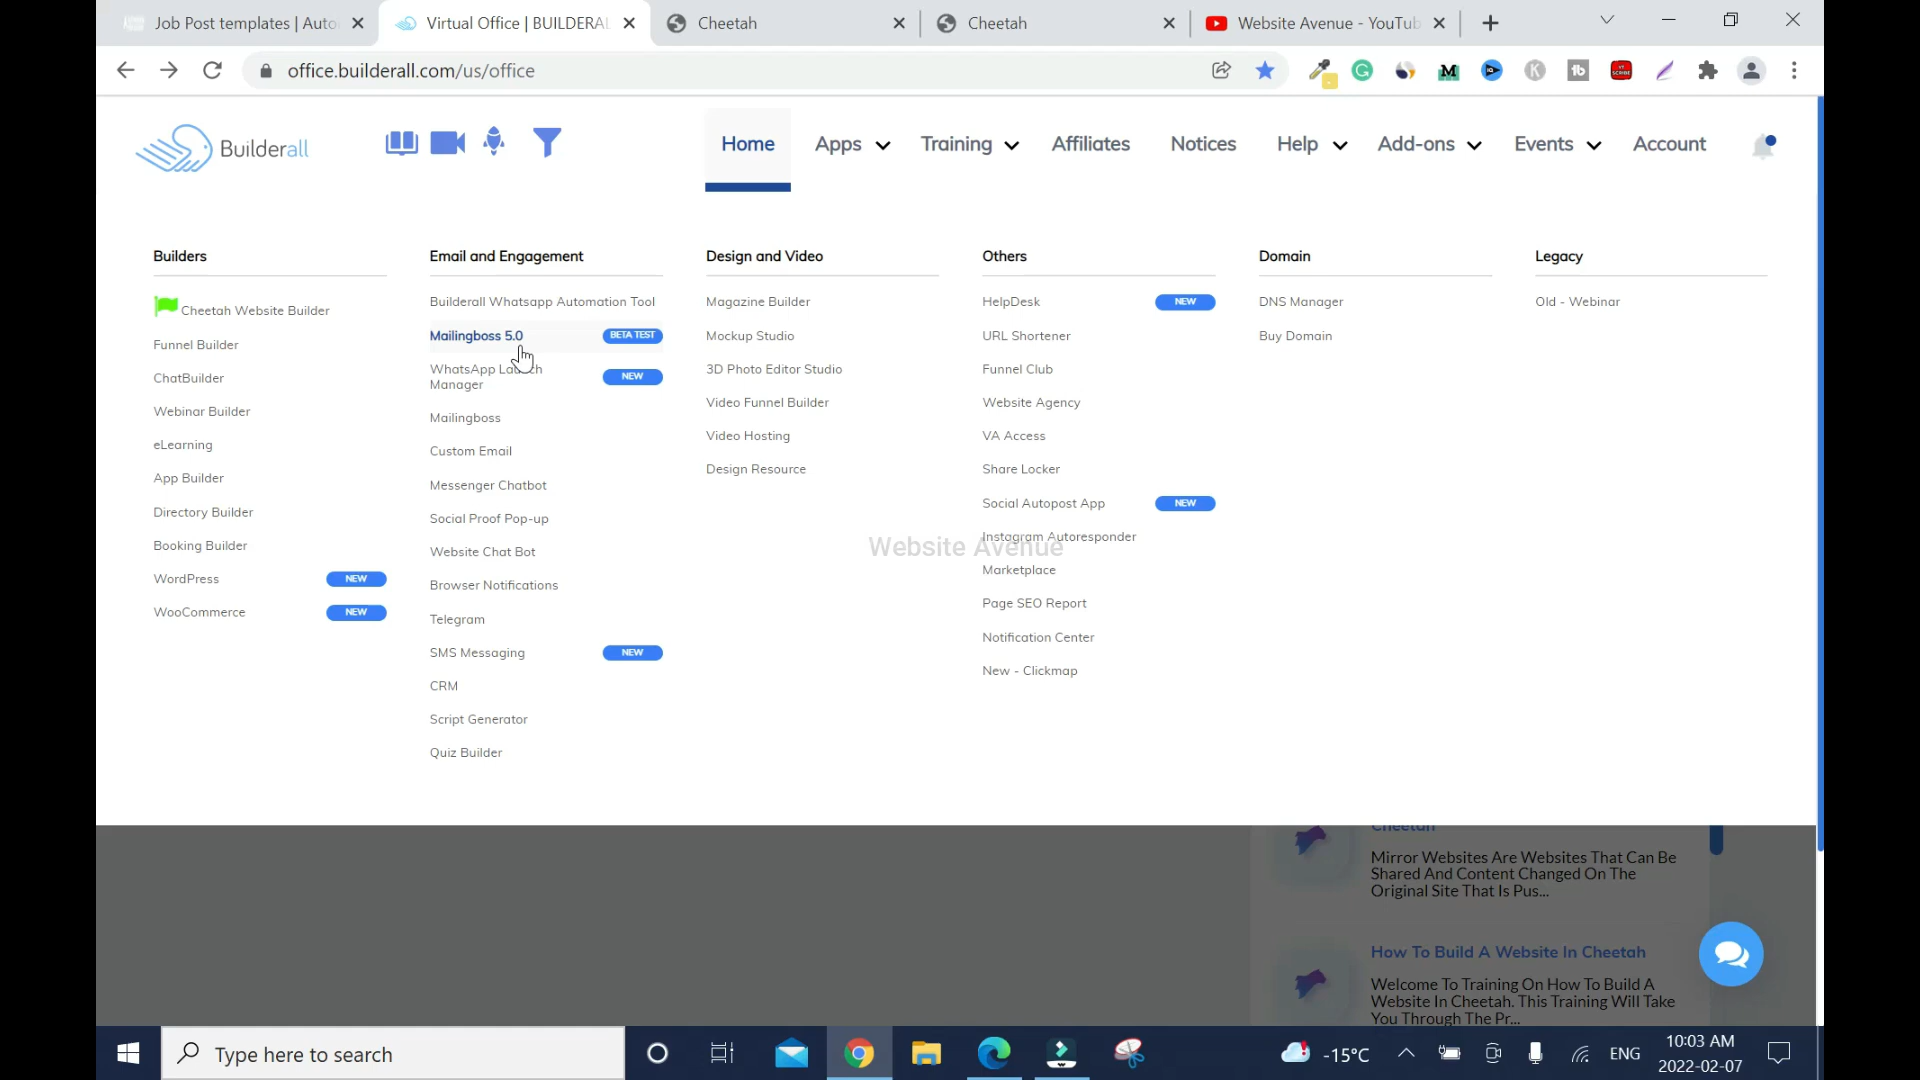 Job Post templates | Auto
Virtual Office | BUILDERAL
Cheetah
Cheetah
Website Avenue - YouTub
office.builderall.com/us/office
Builderall
Home
Apps
Training
Affiliates
Notices
Help
Add-ons
Events
Account
Builders
Cheetah Website Builder
Funnel Builder
ChatBuilder
Webinar Builder
eLearning
App Builder
Directory Builder
Booking Builder
WordPress NEW
WooCommerce NEW
Email and Engagement
Builderall Whatsapp Automation Tool
Mailingboss 5.0 BETA TEST
WhatsApp Launch
Manager NEW
Mailingboss
Custom Email
Messenger Chatbot
Social Proof Pop-up
Website Chat Bot
Browser Notifications
Telegram
SMS Messaging NEW
CRM
Script Generator
Quiz Builder
Design and Video
Magazine Builder
Mockup Studio
3D Photo Editor Studio
Video Funnel Builder
Video Hosting
Design Resource
Others
HelpDesk NEW
URL Shortener
Funnel Club
Website Agency
VA Access
Share Locker
Social Autopost App NEW
Instagram Autoresponder
Marketplace
Page SEO Report
Notification Center
New - Clickmap
Domain
DNS Manager
Buy Domain
Legacy
Old - Webinar
Website Avenue
Cheetah
Mirror Websites Are Websites That Can Be
Shared And Content Changed On The
Original Site That Is Pus...
How To Build A Website In Cheetah
Welcome To Training On How To Build A
Website In Cheetah. This Training Will Take
You Through The Pr...
Type here to search
-15°C
ENG
10:03 AM
2022-02-07